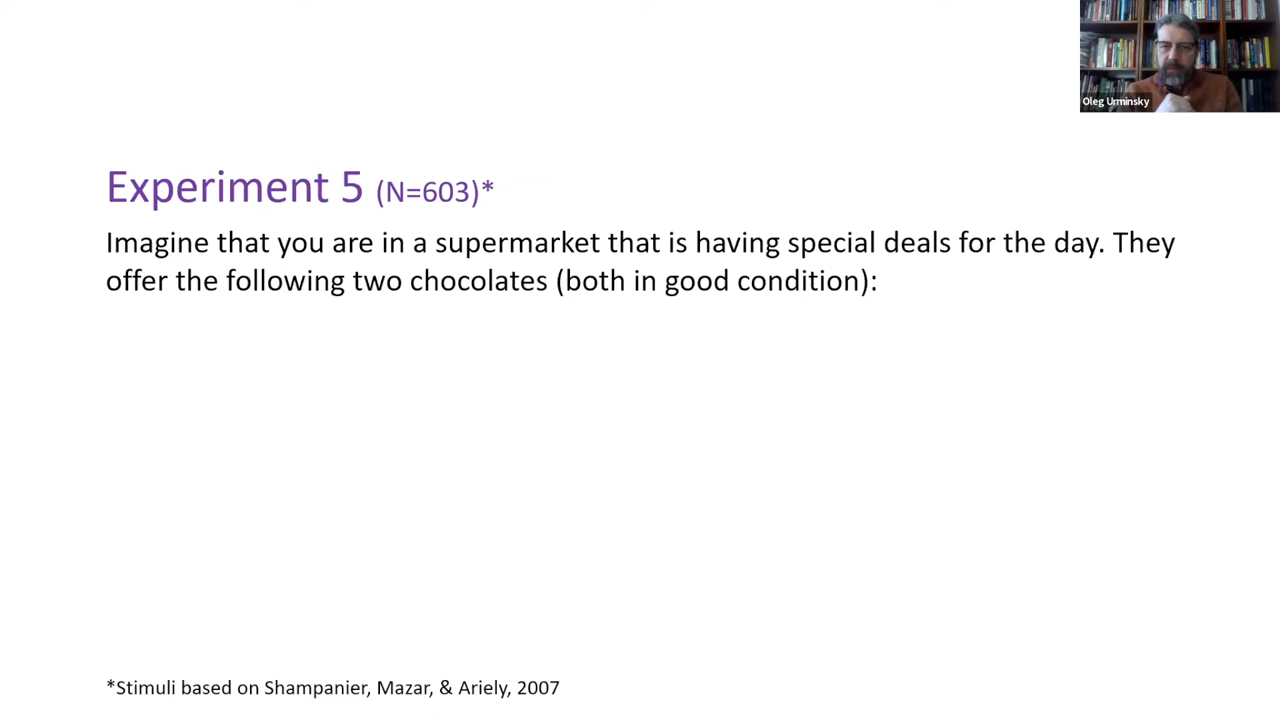 Oleg Urminsky
Experiment 5 (N=603)*
Imagine that you are in a supermarket that is having special deals for the day. They
offer the following two chocolates (both in good condition):
*Stimuli based on Shampanier, Mazar, & Ariely, 2007